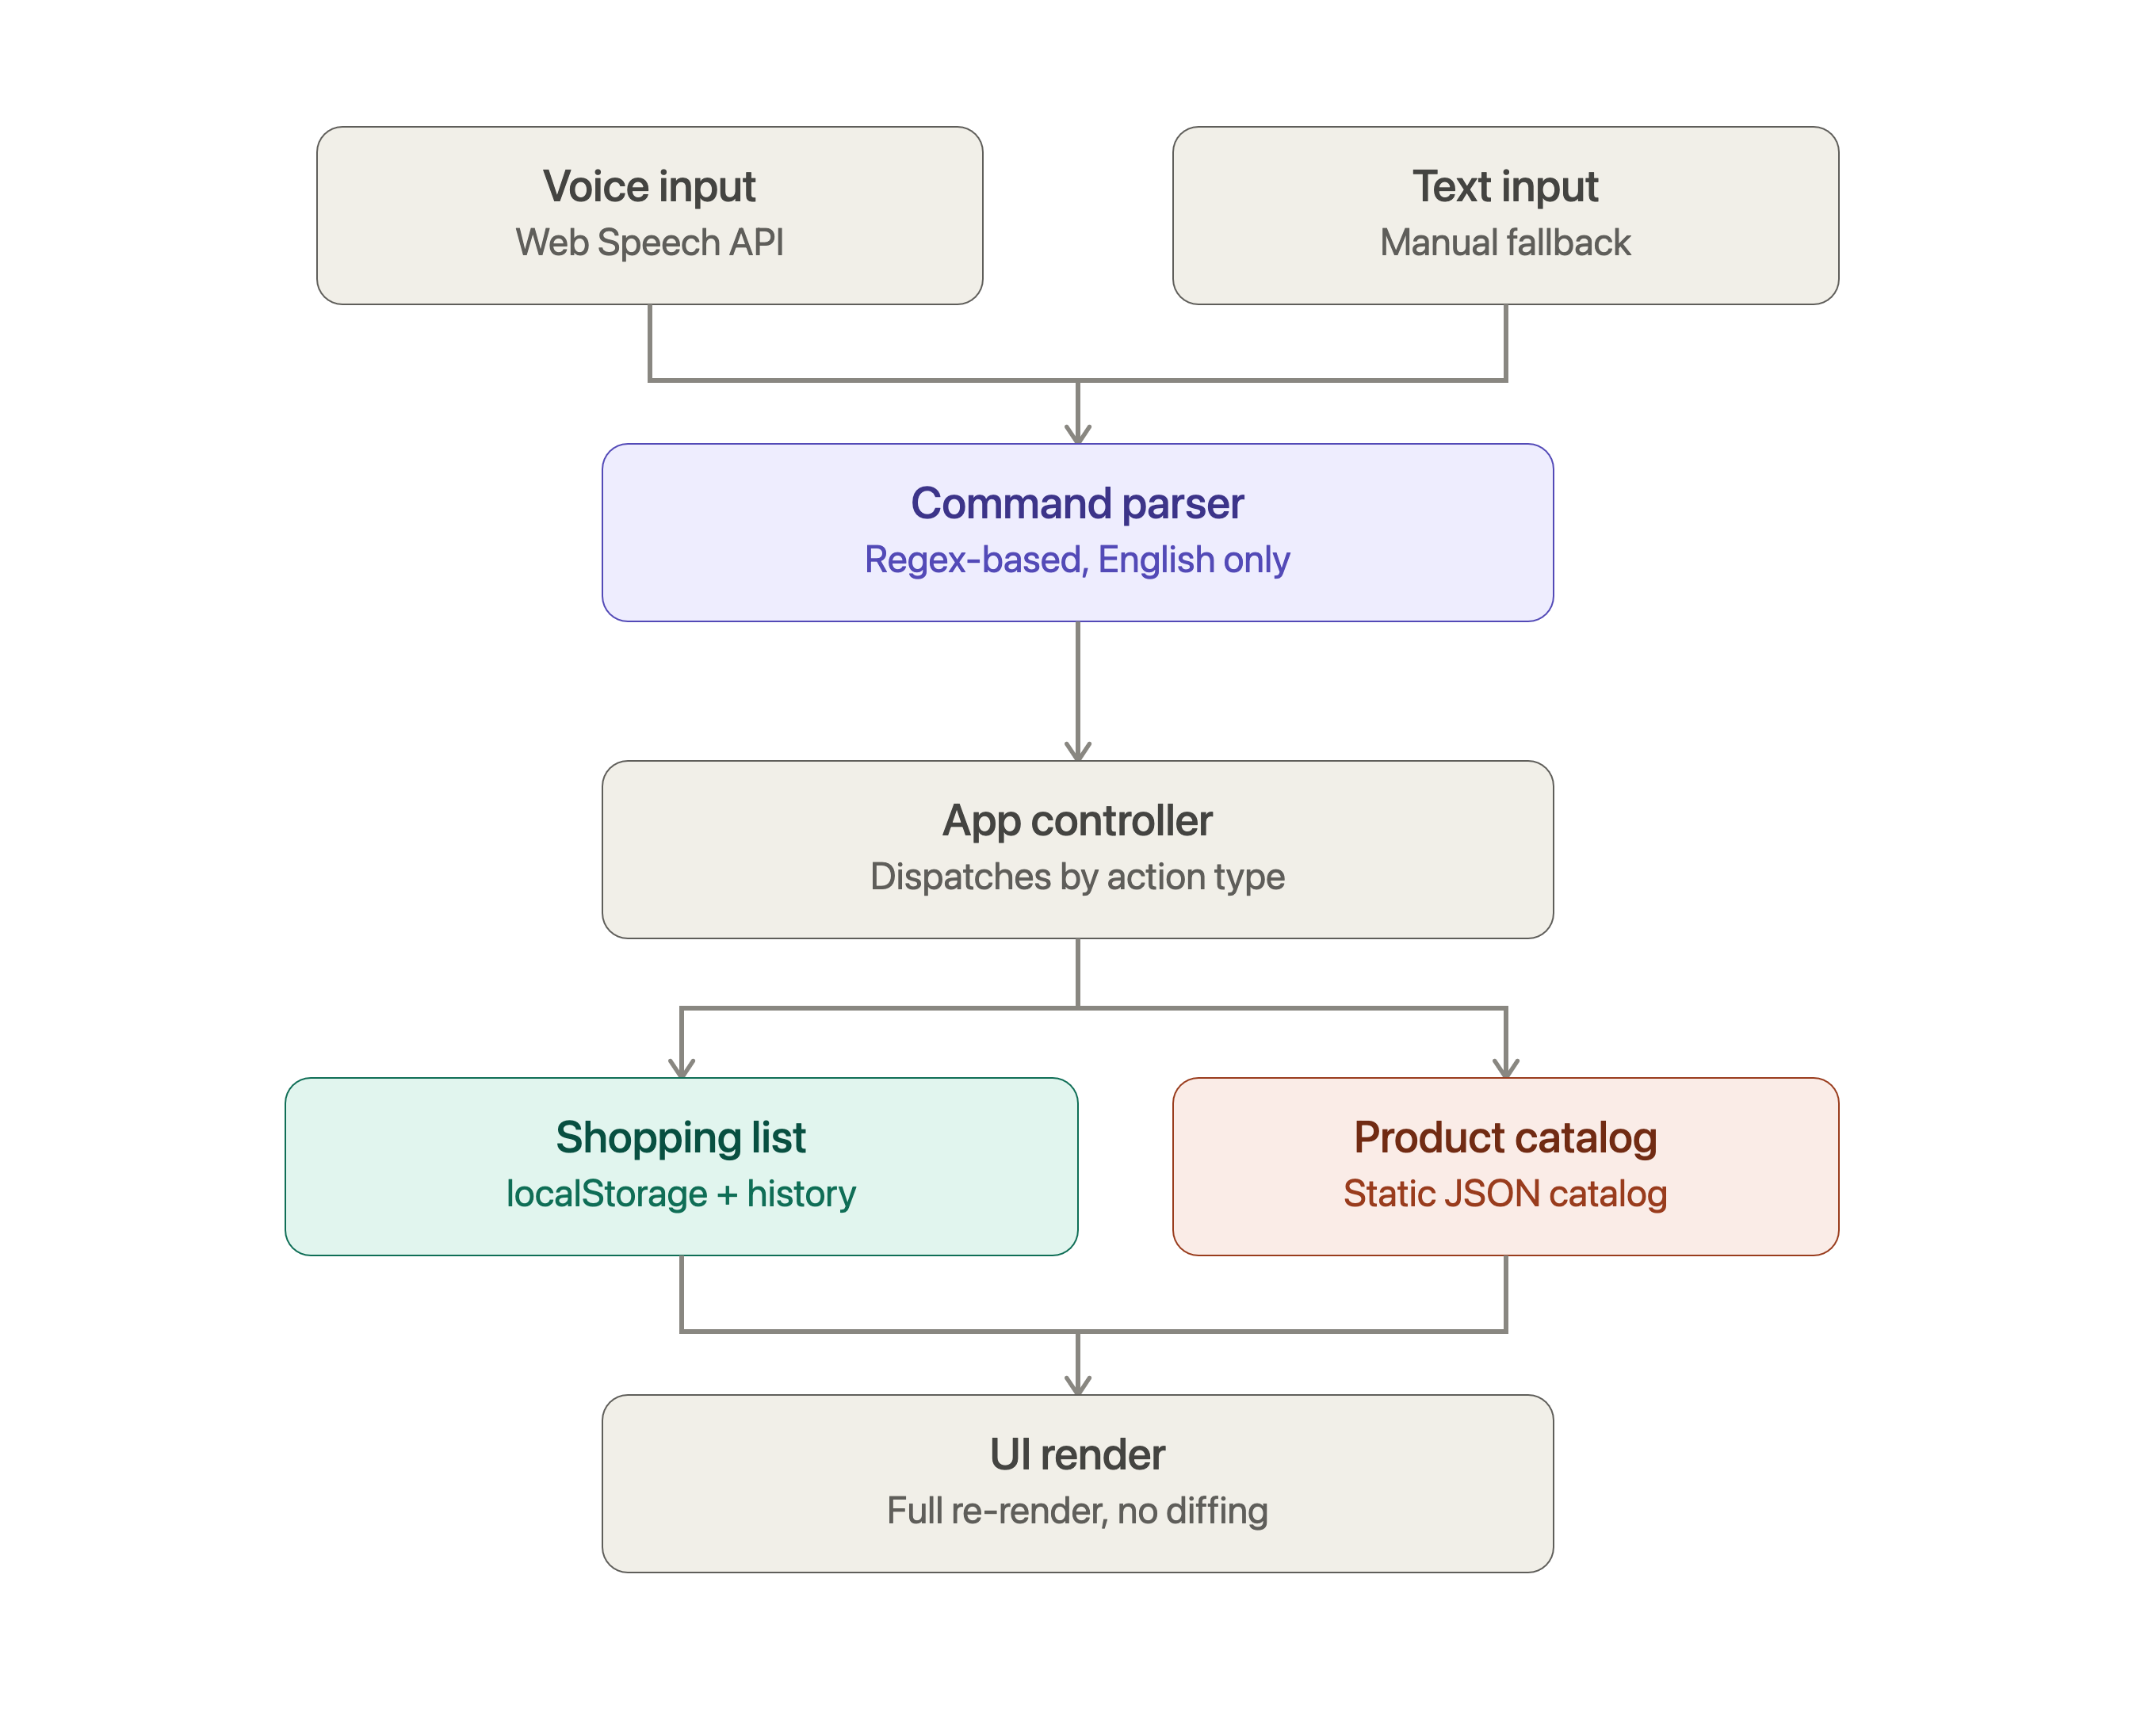 Voice input
Web Speech API
Text input
Manual fallback
Command parser
Regex-based, English only
App controller
Dispatches by action type
Shopping list
localStorage + history
Product catalog
Static JSON catalog
UI render
Full re-render, no diffing